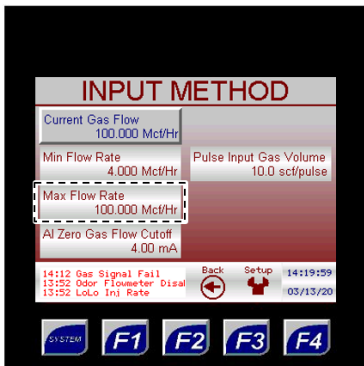 INPUT METHOD
Current Gas Flow
100.000 Mcf/Hr
Min Flow Rate
4.000 Mcf/Hr
Pulse Input Gas Volume
10.0 scf/pulse
Max Flow Rate
100.000 Mcf/Hr
AI Zero Gas Flow Cutoff
4.00 mA
14:12 Gas Signal Fail
13:52 Odor Flowmeter Disa
13:52 LoLo Inj Rate
Back
Setup
14:19:59
03/13/20
SYSTEM
F1
F2
F3
F4